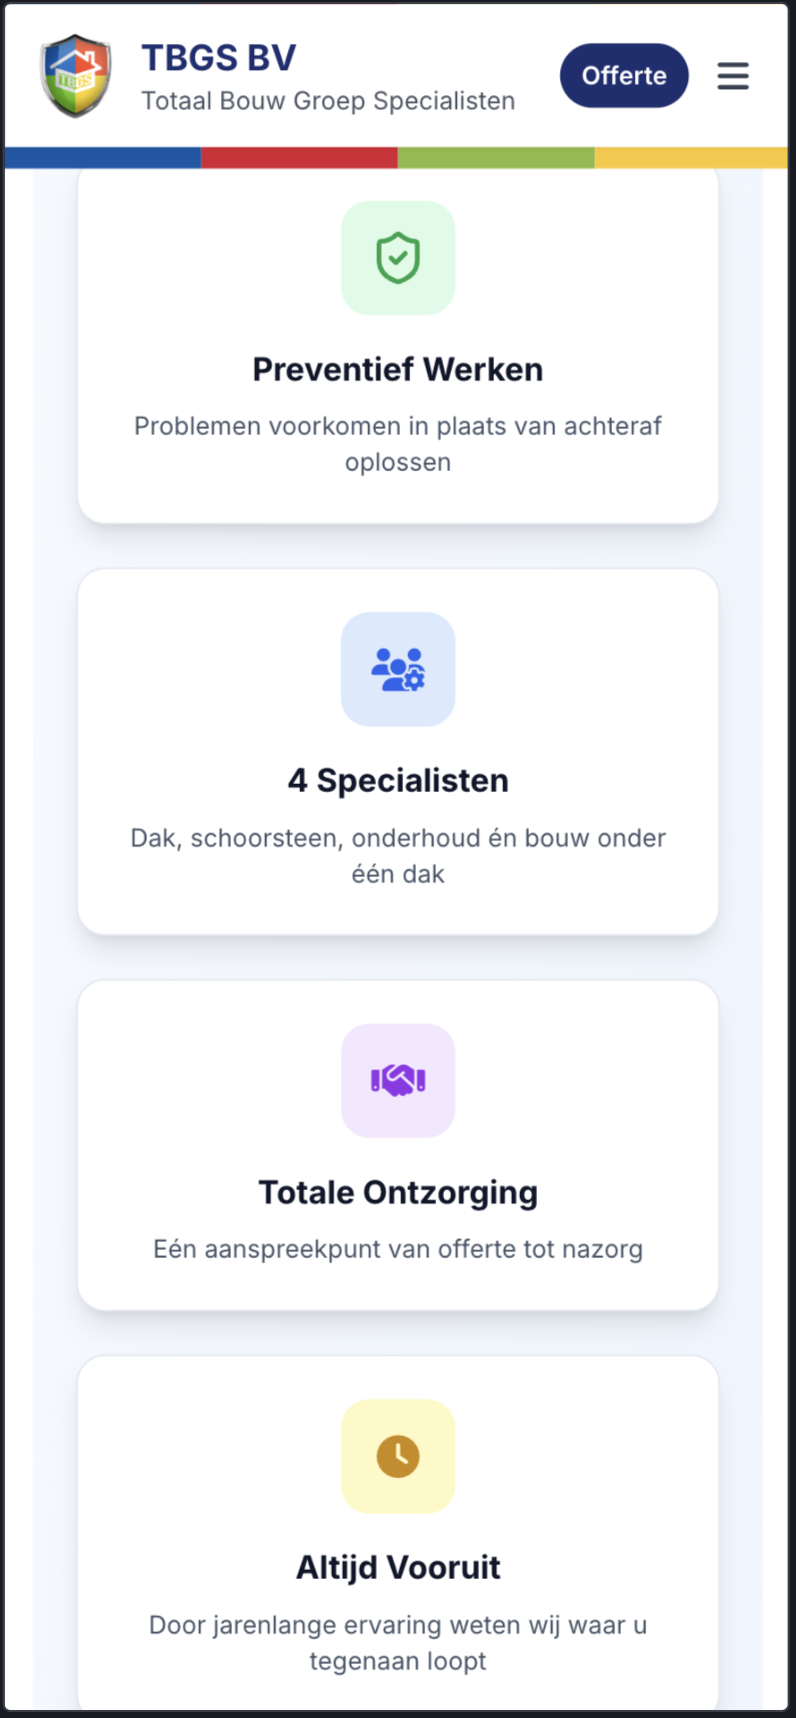 TBGS
TBGS BV
Totaal Bouw Groep Specialisten
Offerte
Preventief Werken
Problemen voorkomen in plaats van achteraf
oplossen
4 Specialisten
Dak, schoorsteen, onderhoud én bouw onder
één dak
Totale Ontzorging
Eén aanspreekpunt van offerte tot nazorg
Altijd Vooruit
Door jarenlange ervaring weten wij waar u
tegenaan loopt